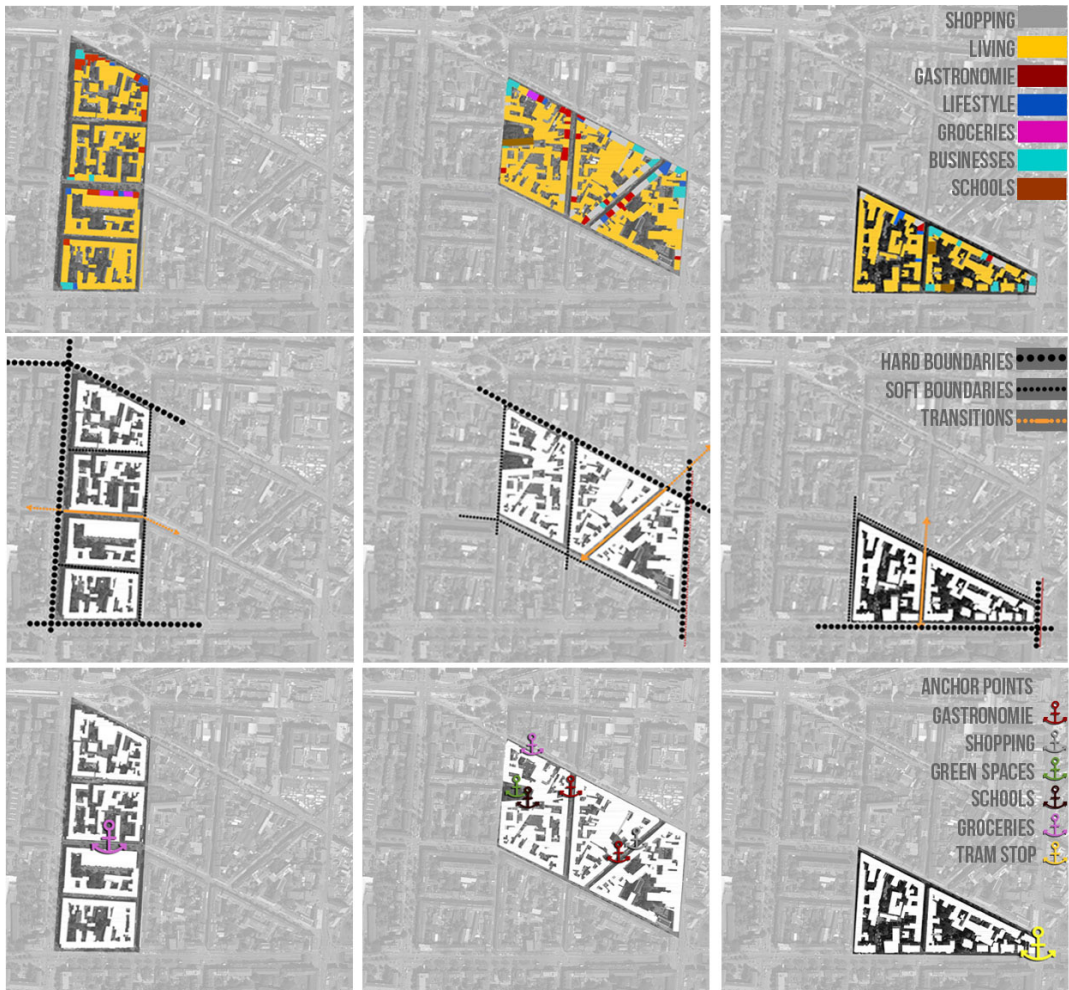 SHOPPING
LIVING
GASTRONOMIE
LIFESTYLE
GROCERIES
BUSINESSES
SCHOOLS
HARD BOUNDARIES
SOFT BOUNDARIES
TRANSITIONS
ANCHOR POINTS
GASTRONOMIE
SHOPPING
GREEN SPACES
SCHOOLS
GROCERIES
TRAM STOP